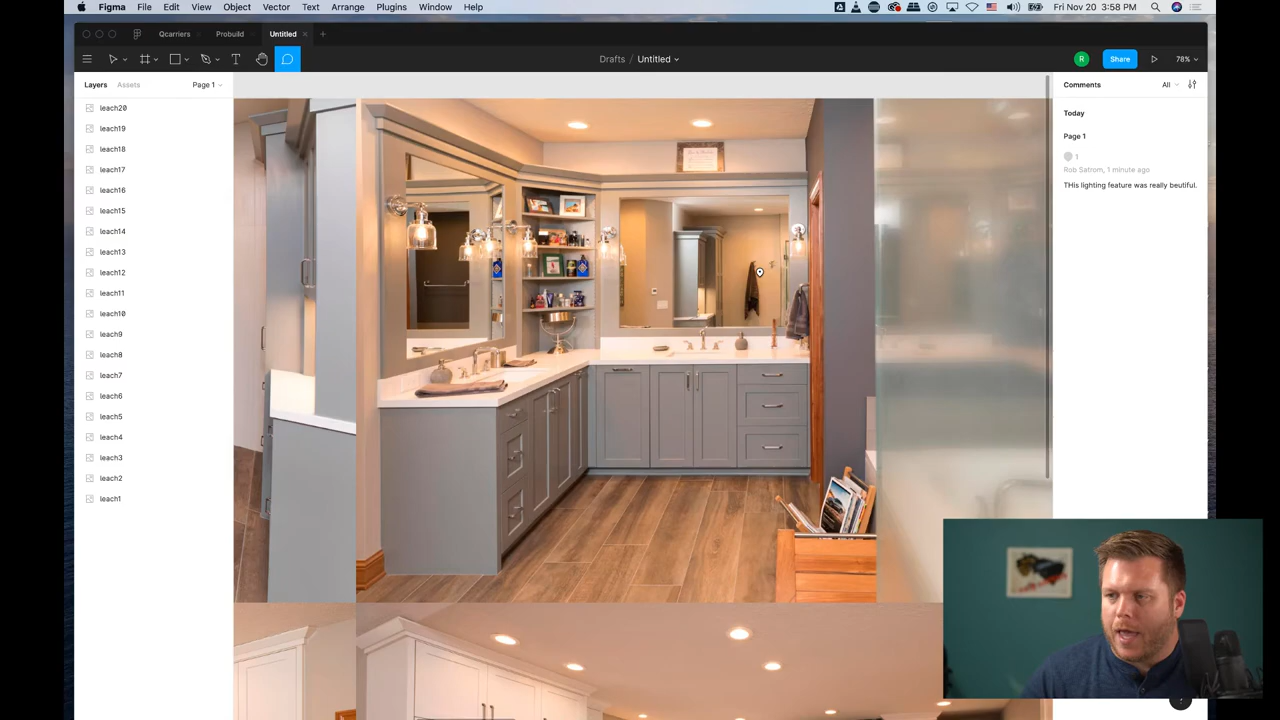 Figma File Edit View Object Vector Text Arrange Plugins Window Help Fri Nov 20 3:58 PM
Qcarriers Probuild Untitled
Drafts / Untitled R Share 78%
Layers Assets Page 1 Comments All
leach20
Today
leach19
Page 1
leach18
1
leach17
Rob Satrom, 1 minute ago
THis lighting feature was really beutiful.
leach16
leach15
leach14
leach13
leach12
leach11
leach10
leach9
leach8
leach7
leach6
leach5
leach4
leach3
leach2
leach1